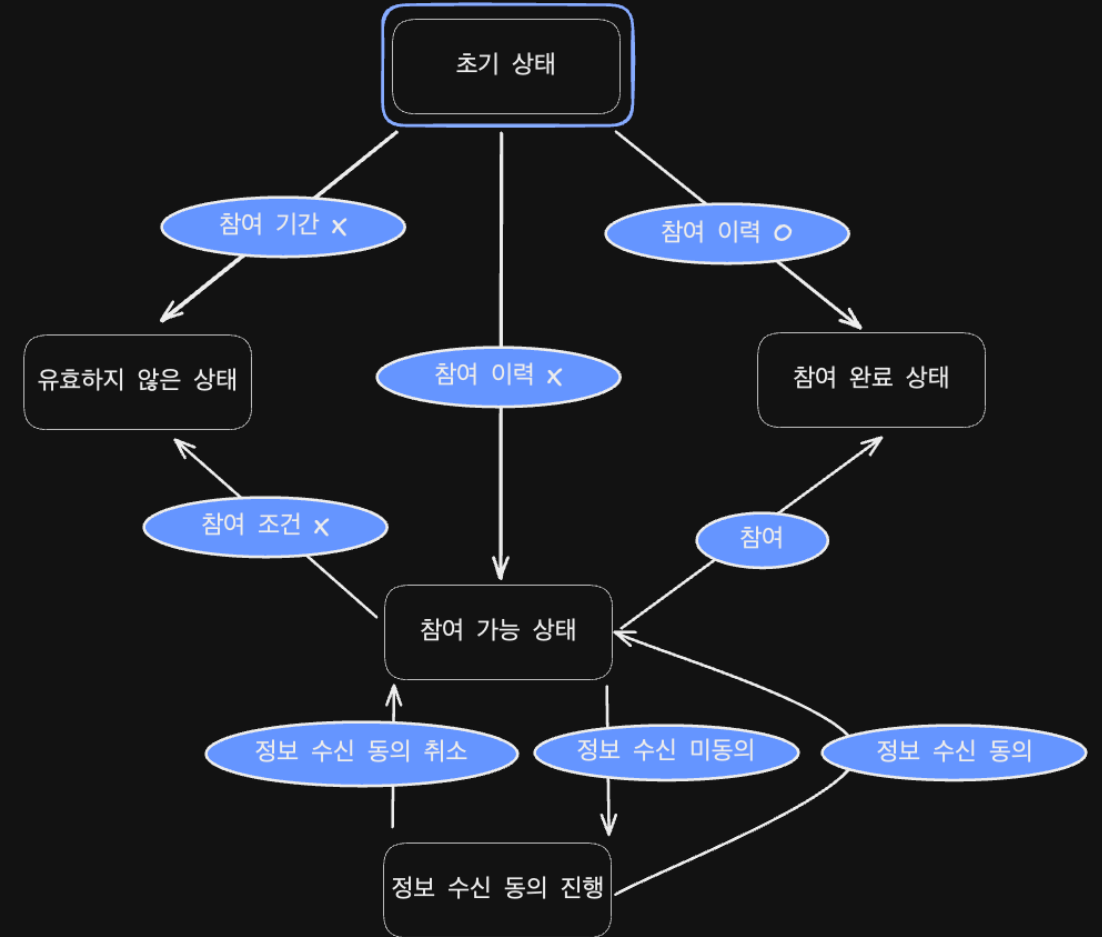 초기 상태
참여 기간 X
참여 이력 O
참여 이력 X
유효하지 않은 상태
참여 완료 상태
참여 조건 X
참여
참여 가능 상태
정보 수신 동의 취소
정보 수신 미동의
정보 수신 동의
정보 수신 동의 진행